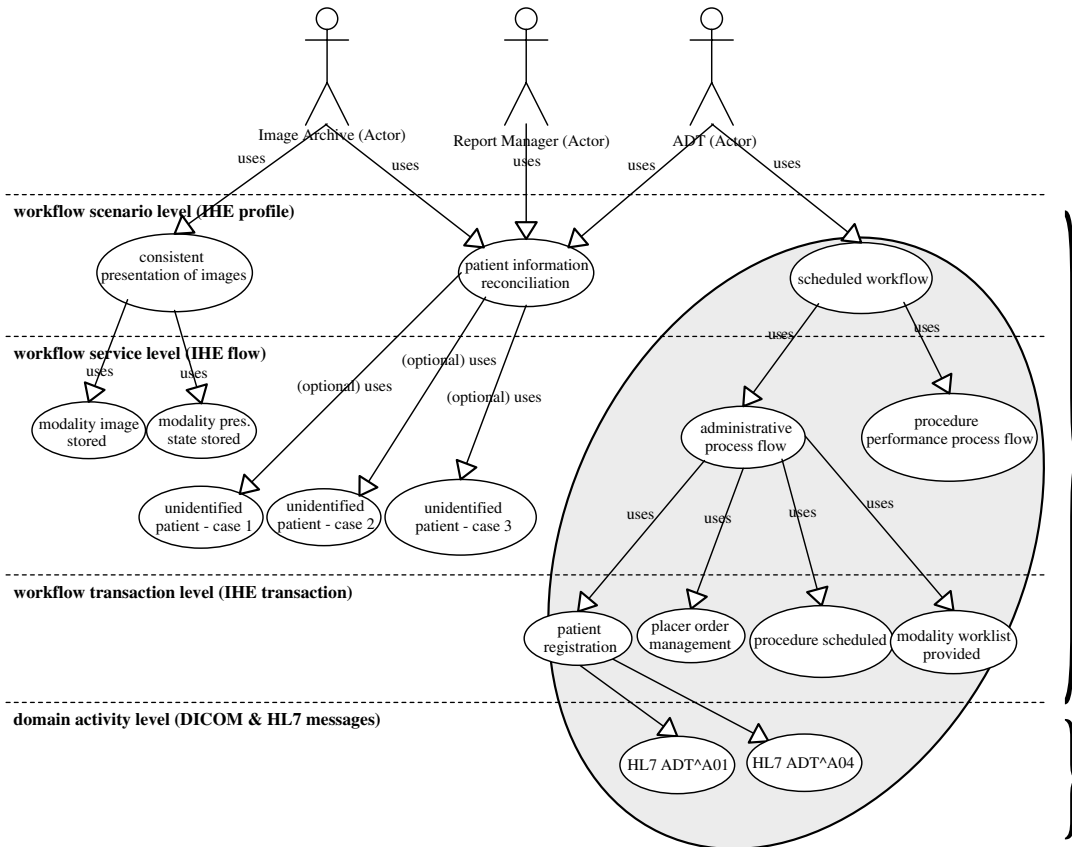 Image Archive (Actor)
Report Manager (Actor)
ADT (Actor)
uses
uses
uses
uses
uses
workflow scenario level (IHE profile)
consistent
presentation of images
patient information
reconciliation
scheduled workflow
uses
uses
workflow service level (IHE flow)
uses
uses
(optional) uses
(optional) uses
(optional) uses
modality image
stored
modality pres.
state stored
administrative
process flow
procedure
performance process flow
unidentified
patient - case 1
unidentified
patient - case 2
unidentified
patient - case 3
uses
uses
uses
uses
workflow transaction level (IHE transaction)
patient
registration
placer order
management
procedure scheduled
modality worklist
provided
domain activity level (DICOM & HL7 messages)
HL7 ADT^A01
HL7 ADT^A04